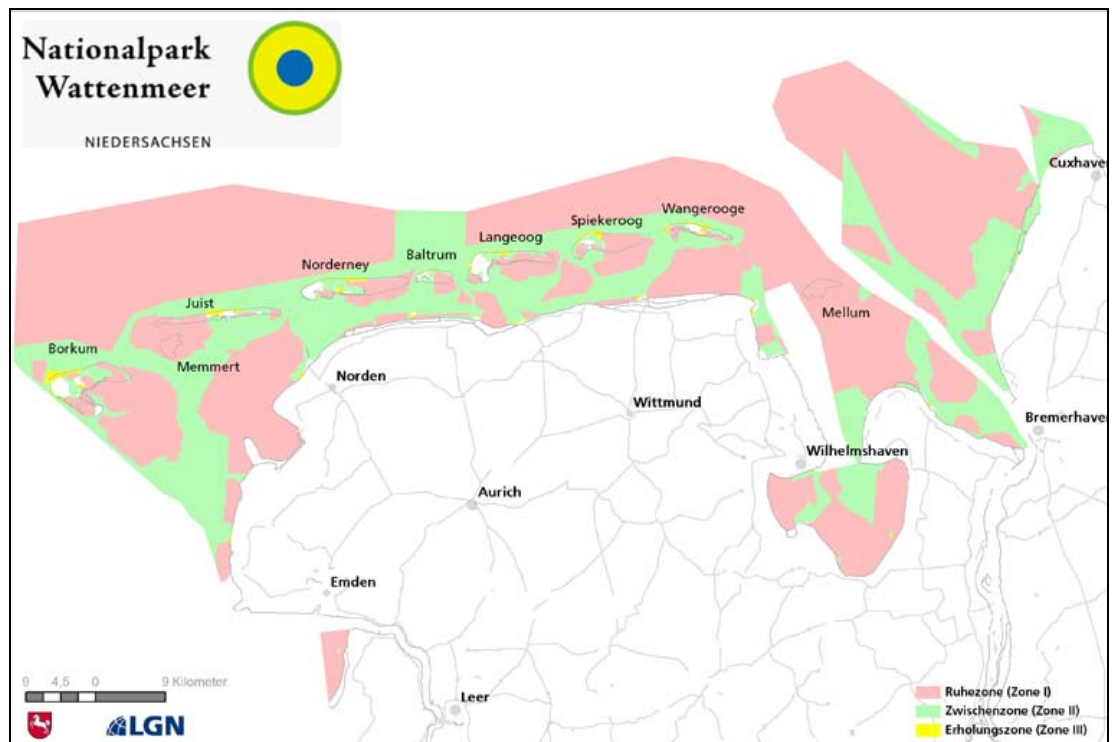 Nationalpark
Wattenmeer
NIEDERSACHSEN
Cuxhaven
Wangerooge
Spiekeroog
Langeoog
Baltrum
Norderney
Juist
Mellum
Borkum
Memmert
Norden
Wittmund
Bremerhaven
Wilhelmshaven
Aurich
Emden
Leer
9 4,5 0 9 Kilometer
LGN
Ruhezone (Zone I)
Zwischenzone (Zone II)
Erholungszone (Zone III)